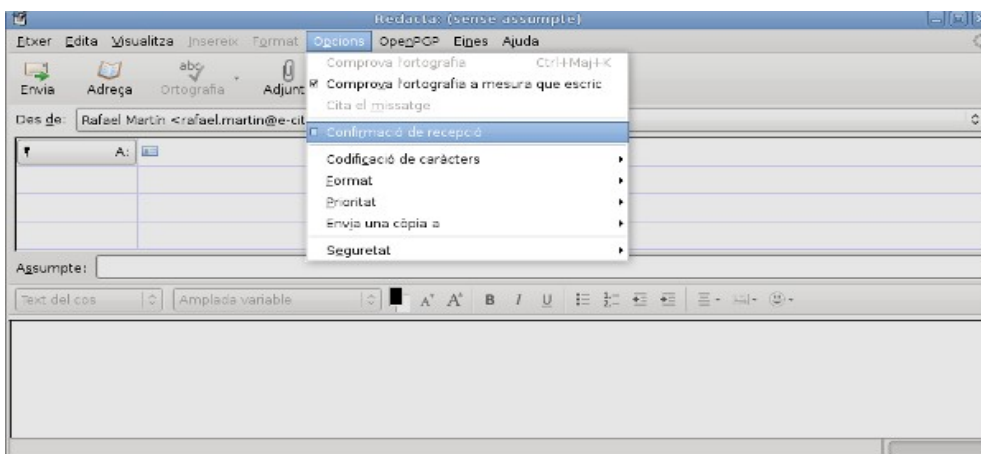 Redacta: (sense assumpte)
Fitxer Edita Visualitza Insereix Format Opcions OpenPGP Eines Ajuda
Comprova l'ortografia Ctrl+Maj+K
Envia Adreça Ortografia Adjunt
Comprova l'ortografia a mesura que escric
Cita el missatge
Des de: Rafael Martín <rafael.martin@e-cit
Confirmació de recepció
A:
Codificació de caràcters
Format
Prioritat
Envia una còpia a
Seguretat
Assumpte:
Text del cos Amplada variable